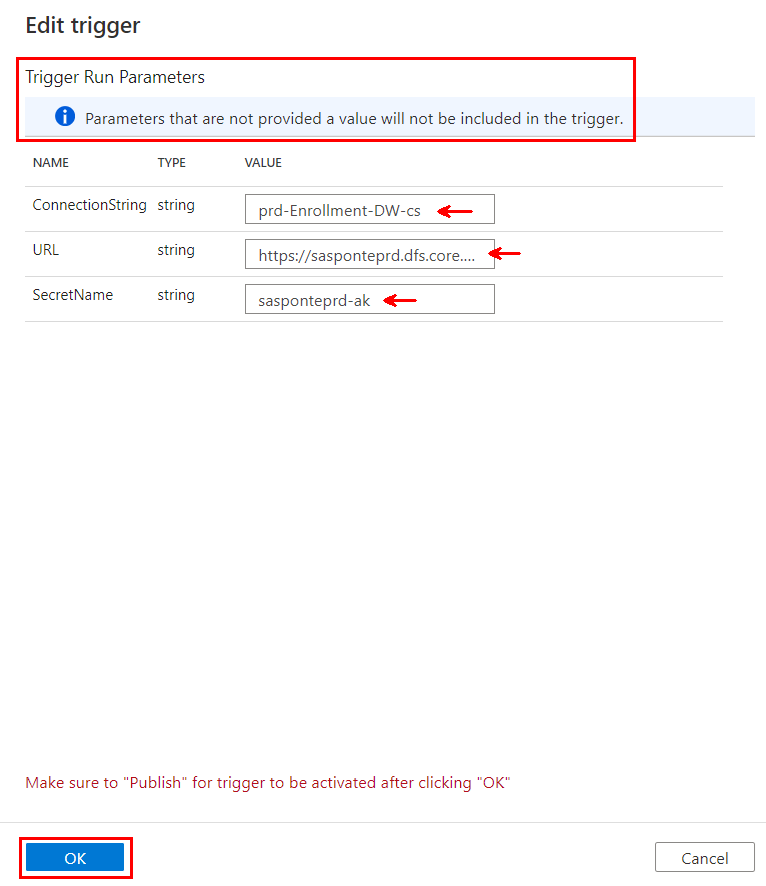 Edit trigger
Trigger Run Parameters
Parameters that are not provided a value will not be included in the trigger.
NAME TYPE VALUE
ConnectionString string prd-Enrollment-DW-cs
URL string https://sasponteprd.dfs.core....
SecretName string sasponteprd-ak
Make sure to "Publish" for trigger to be activated after clicking "OK"
OK Cancel